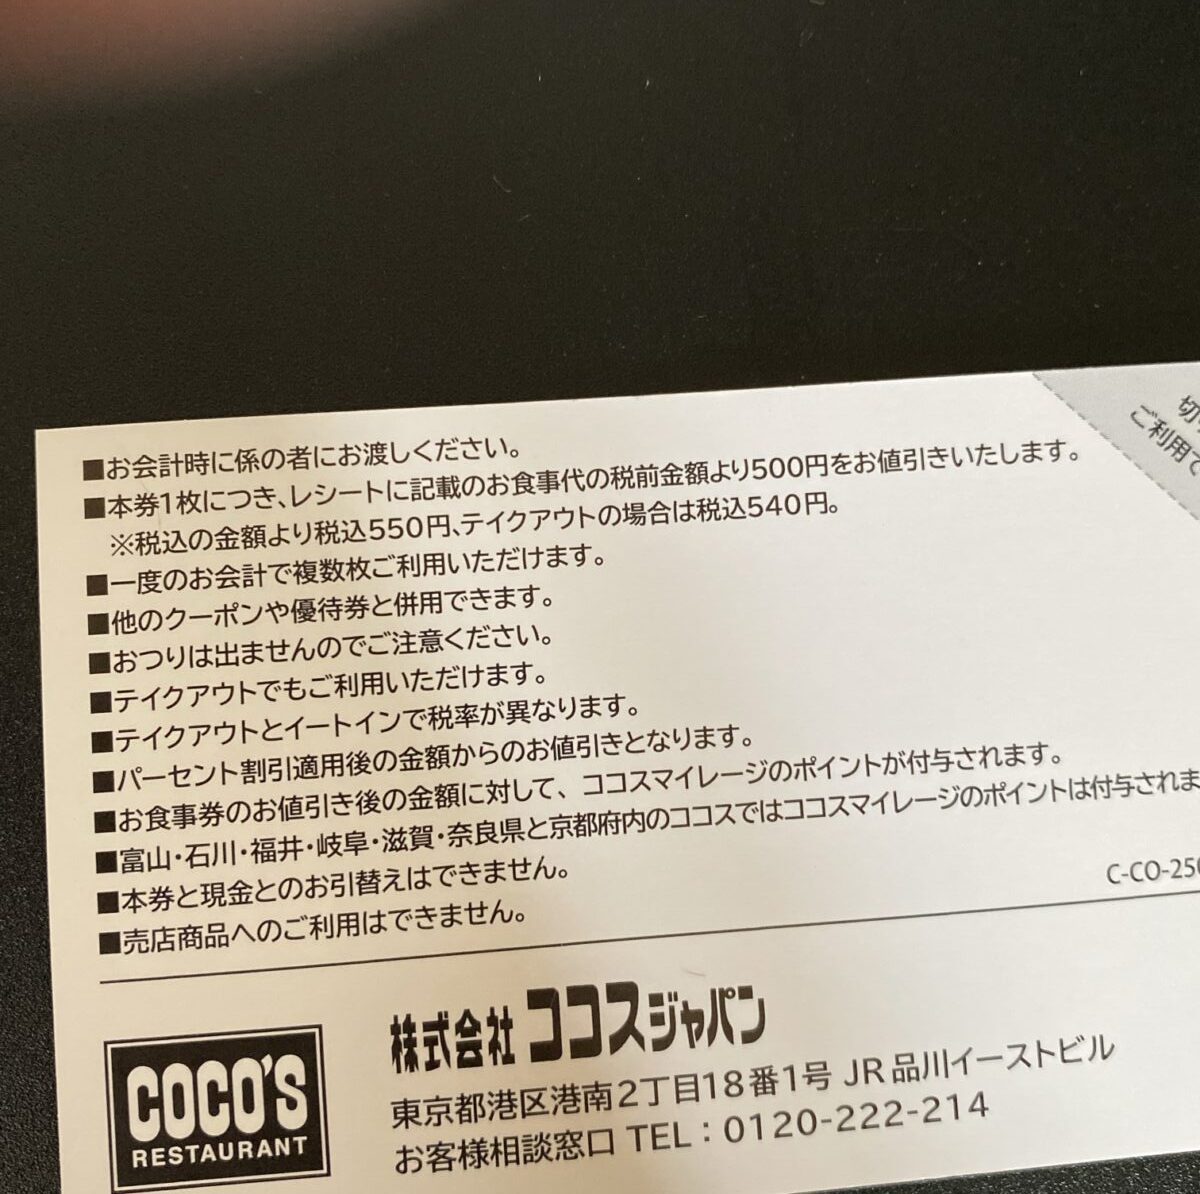 切
ご利用で
■お会計時に係の者にお渡しください。
■本券1枚につき、レシートに記載のお食事代の税前金額より500円をお値引きいたします。
※税込の金額より税込550円、テイクアウトの場合は税込540円。
■一度のお会計で複数枚ご利用いただけます。
■他のクーポンや優待券と併用できます。
■おつりは出ませんのでご注意ください。
■テイクアウトでもご利用いただけます。
■テイクアウトとイートインで税率が異なります。
■パーセント割引適用後の金額からのお値引きとなります。
■お食事券のお値引き後の金額に対して、ココスマイレージのポイントが付与されます。
■富山・石川・福井・岐阜・滋賀・奈良県と京都府内のココスではココスマイレージのポイントは付与されま
■本券と現金とのお引替えはできません。
■売店商品へのご利用はできません。
C-CO-250
株式会社 ココスジャパン
東京都港区港南2丁目18番1号 JR品川イーストビル
お客様相談窓口 TEL：0120-222-214
COCO'S
RESTAURANT